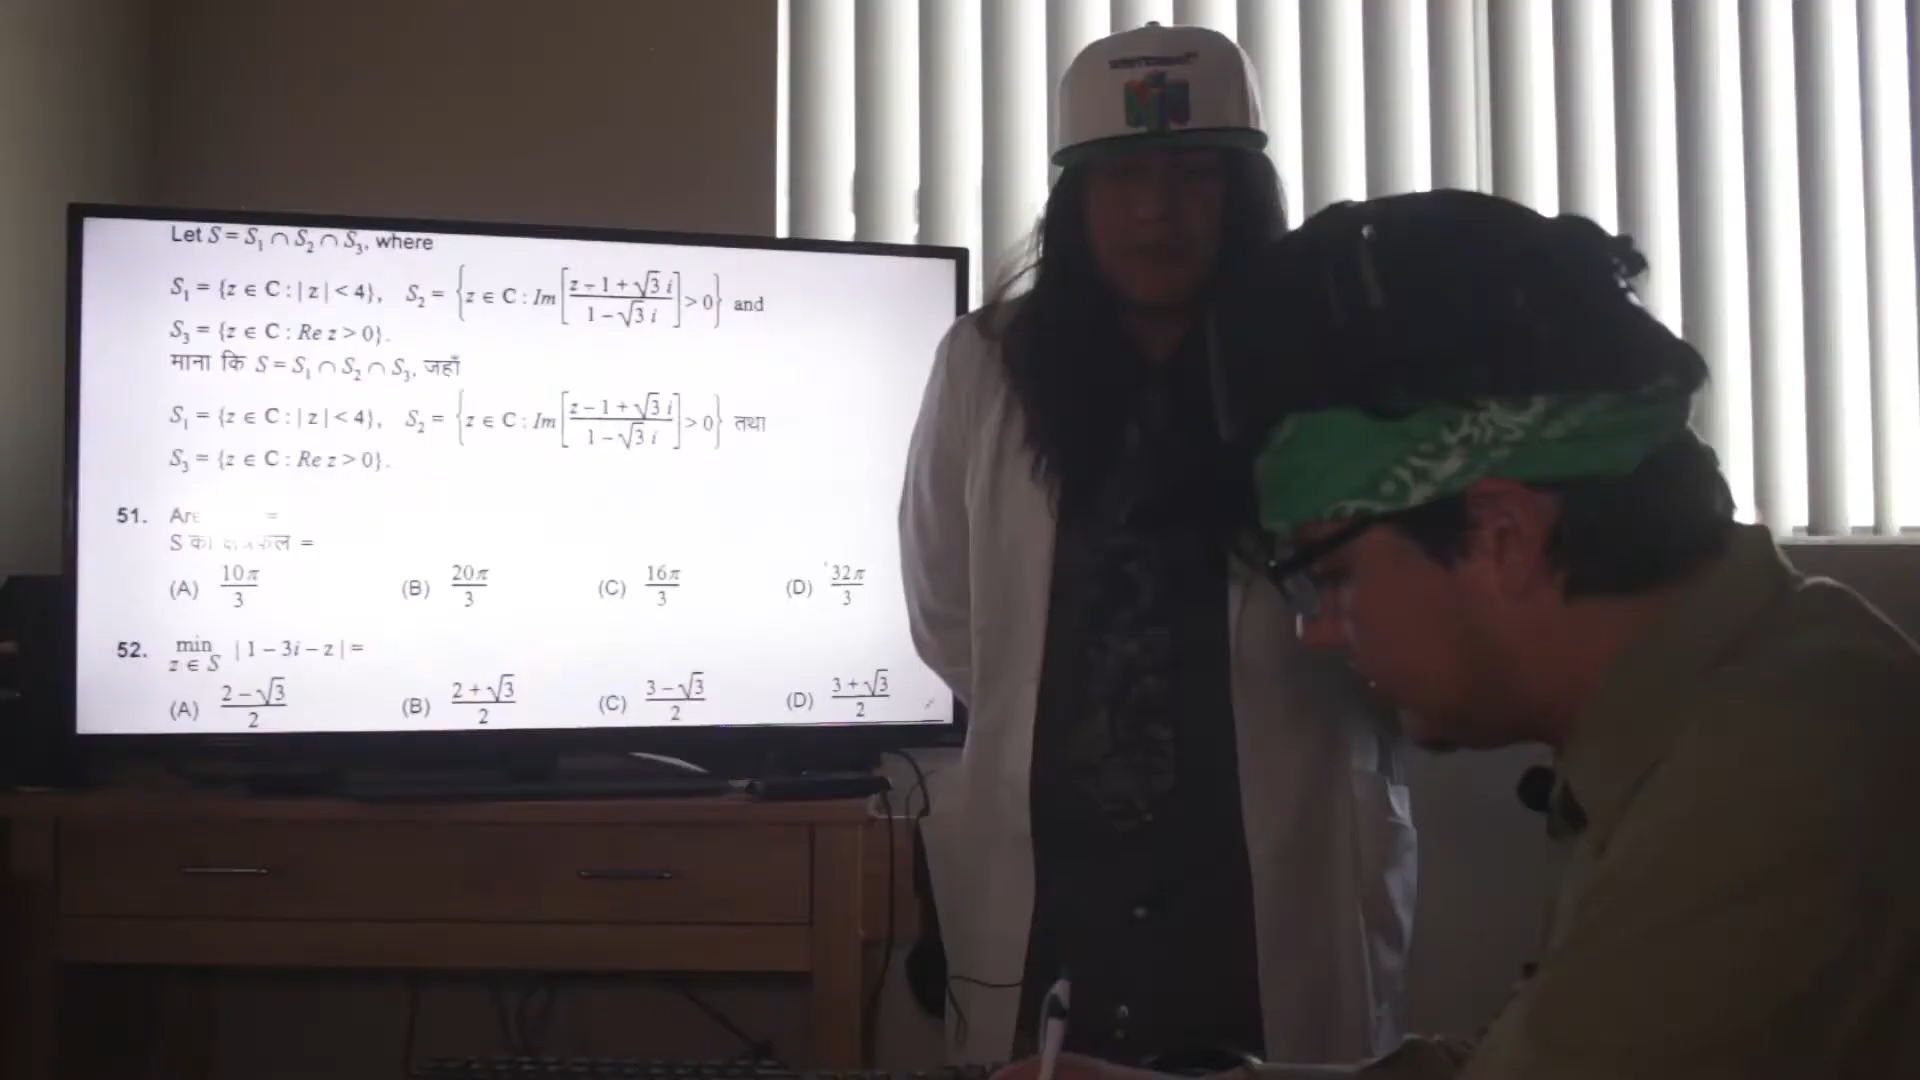 Let S = S₁ ∩ S₂ ∩ S₃, where
S₁ = {z ∈ C : | z | < 4}, S₂ = {z ∈ C : Im [(z − 1 + √3 i)/(1 − √3 i)] > 0} and
S₃ = {z ∈ C : Re z > 0}.
माना कि S = S₁ ∩ S₂ ∩ S₃, जहाँ
S₁ = {z ∈ C : | z | < 4}, S₂ = {z ∈ C : Im [(z − 1 + √3 i)/(1 − √3 i)] > 0} तथा
S₃ = {z ∈ C : Re z > 0}.
51. =
S का =
(A) 10π/3 (B) 20π/3 (C) 16π/3 (D) 32π/3
52. min z ∈ S | 1 − 3i − z | =
(A) (2 − √3)/2 (B) (2 + √3)/2 (C) (3 − √3)/2 (D) (3 + √3)/2